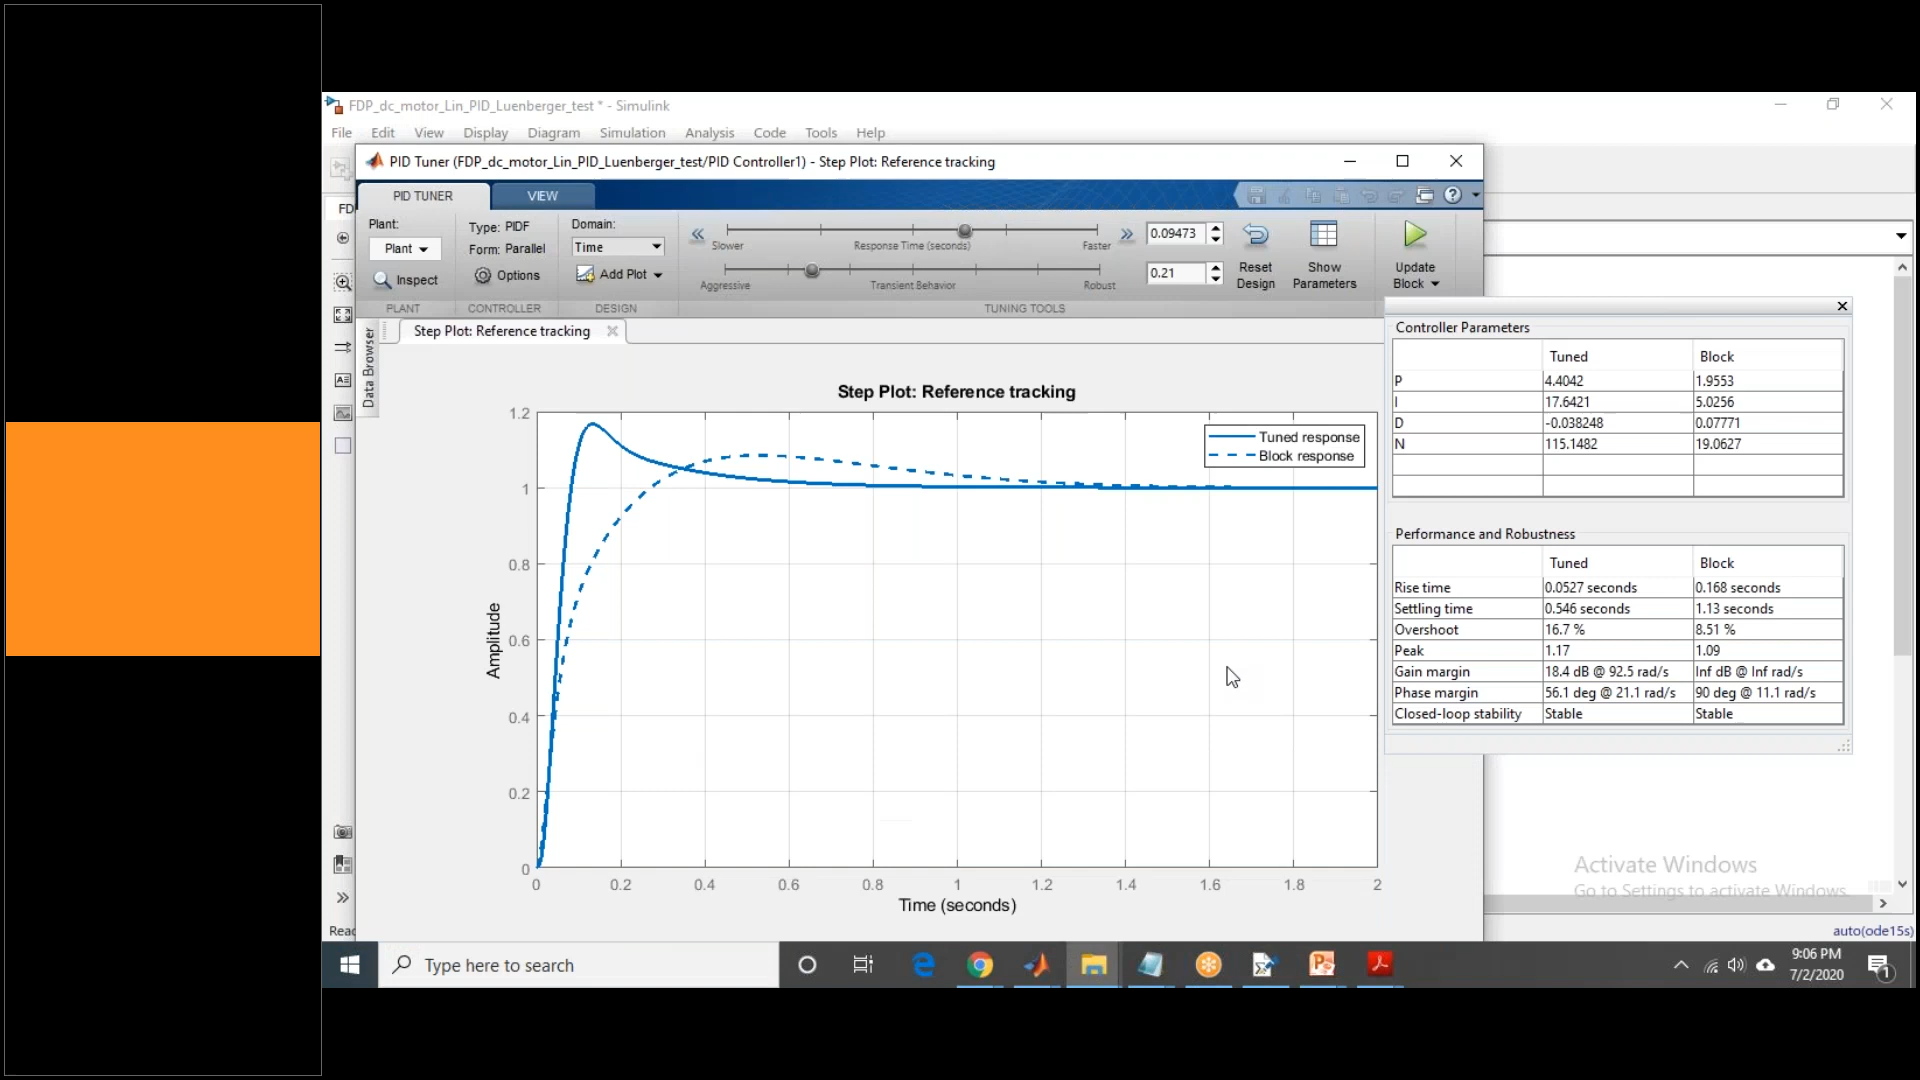 FDP_dc_motor_Lin_PID_Luenberger_test * - Simulink
File Edit View Display Diagram Simulation Analysis Code Tools Help
PID Tuner (FDP_dc_motor_Lin_PID_Luenberger_test/PID Controller1) - Step Plot: Reference tracking
PID TUNER VIEW
FD
Plant:
Plant
Inspect
PLANT
Type: PIDF
Form: Parallel
Options
CONTROLLER
Domain:
Time
Add Plot
DESIGN
Slower Response Time (seconds) Faster
0.09473
Aggressive Transient Behavior Robust
0.21
TUNING TOOLS
Reset
Design
Show
Parameters
Update
Block
Data Browser
Step Plot: Reference tracking
Step Plot: Reference tracking
Tuned response
Block response
Amplitude
1.2
1
0.8
0.6
0.4
0.2
0
0 0.2 0.4 0.6 0.8 1 1.2 1.4 1.6 1.8 2
Time (seconds)
Controller Parameters
Tuned Block
P 4.4042 1.9553
I 17.6421 5.0256
D -0.038248 0.07771
N 115.1482 19.0627
Performance and Robustness
Tuned Block
Rise time 0.0527 seconds 0.168 seconds
Settling time 0.546 seconds 1.13 seconds
Overshoot 16.7 % 8.51 %
Peak 1.17 1.09
Gain margin 18.4 dB @ 92.5 rad/s Inf dB @ Inf rad/s
Phase margin 56.1 deg @ 21.1 rad/s 90 deg @ 11.1 rad/s
Closed-loop stability Stable Stable
Activate Windows
Go to Settings to activate Windows.
Reac
auto(ode15s)
Type here to search
9:06 PM
7/2/2020
1